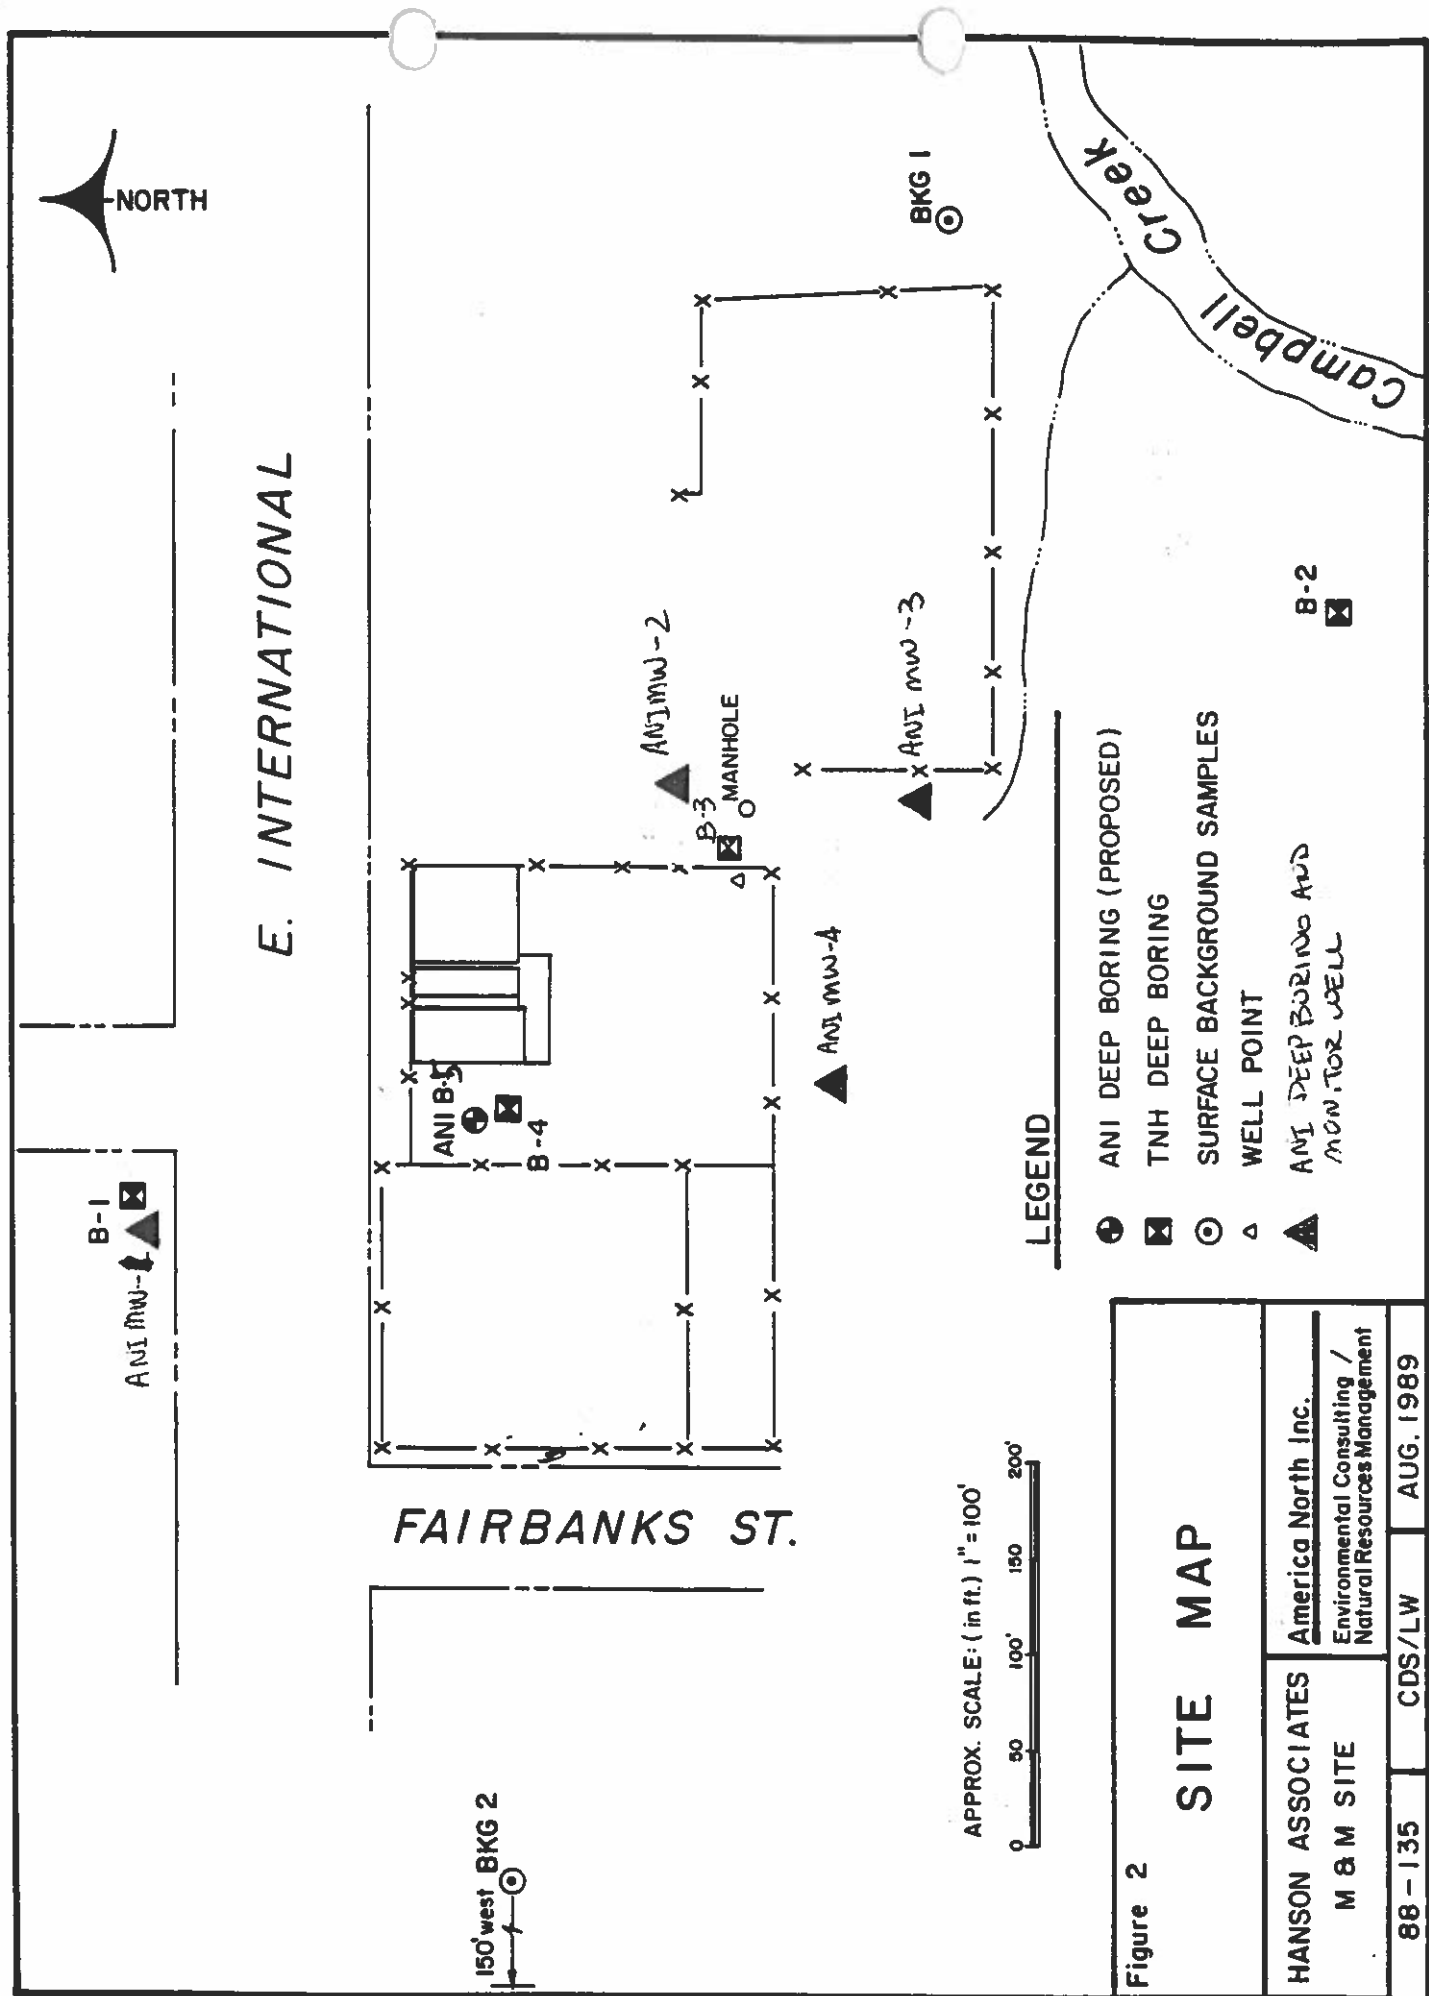 NORTH
E. INTERNATIONAL
B-1
ANI MW-1
ANI B-5
B-4
ANI MW-2
B-3
MANHOLE
ANI MW-3
ANI MW-4
BKG 1
Campbell Creek
B-2
FAIRBANKS ST.
150' west BKG 2
APPROX. SCALE: (in ft.) 1" = 100'
0 50 100' 150 200'
LEGEND
ANI DEEP BORING (PROPOSED)
TNH DEEP BORING
SURFACE BACKGROUND SAMPLES
WELL POINT
ANI DEEP BORING AND
MONITOR WELL
Figure 2
SITE MAP
HANSON ASSOCIATES
M & M SITE
America North Inc.
Environmental Consulting /
Natural Resources Management
88-135
CDS/LW
AUG. 1989